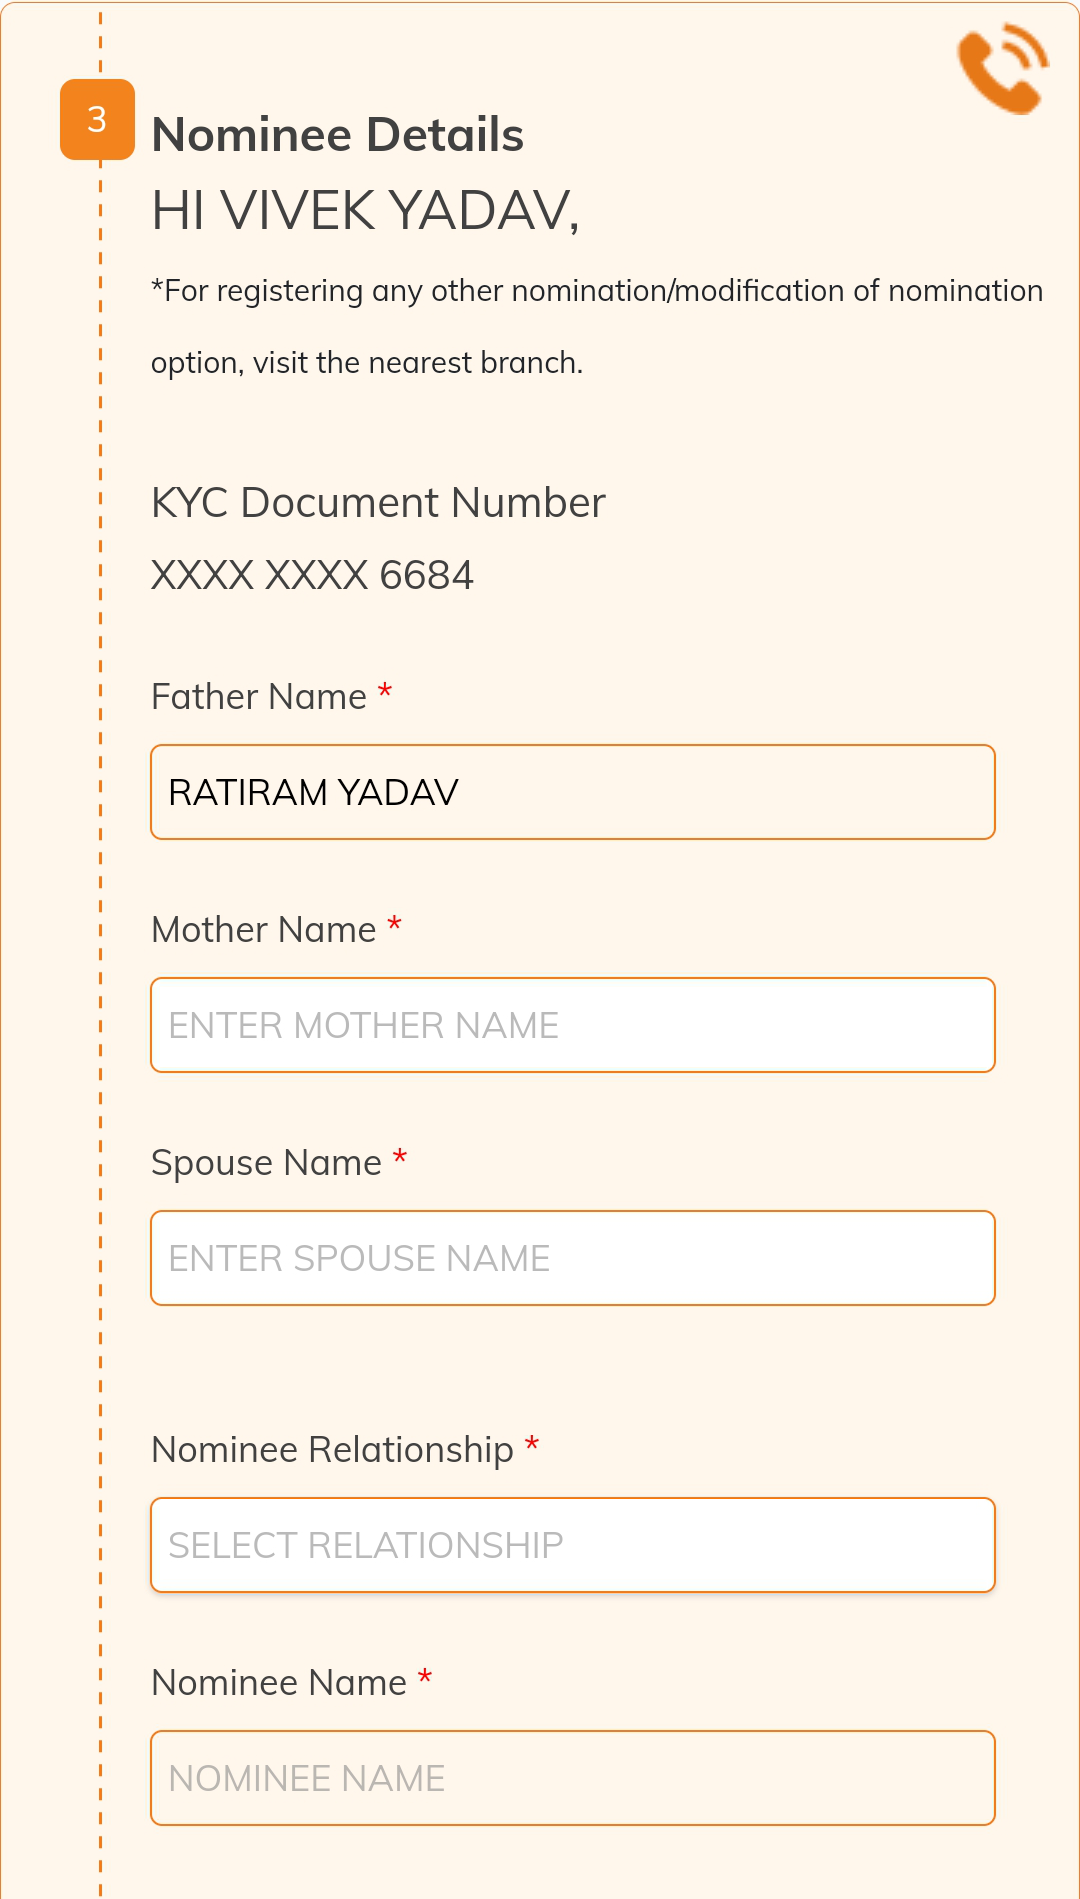 3
Nominee Details
HI VIVEK YADAV,
*For registering any other nomination/modification of nomination
option, visit the nearest branch.
KYC Document Number
XXXX XXXX 6684
Father Name *
RATIRAM YADAV
Mother Name *
ENTER MOTHER NAME
Spouse Name *
ENTER SPOUSE NAME
Nominee Relationship *
SELECT RELATIONSHIP
Nominee Name *
NOMINEE NAME